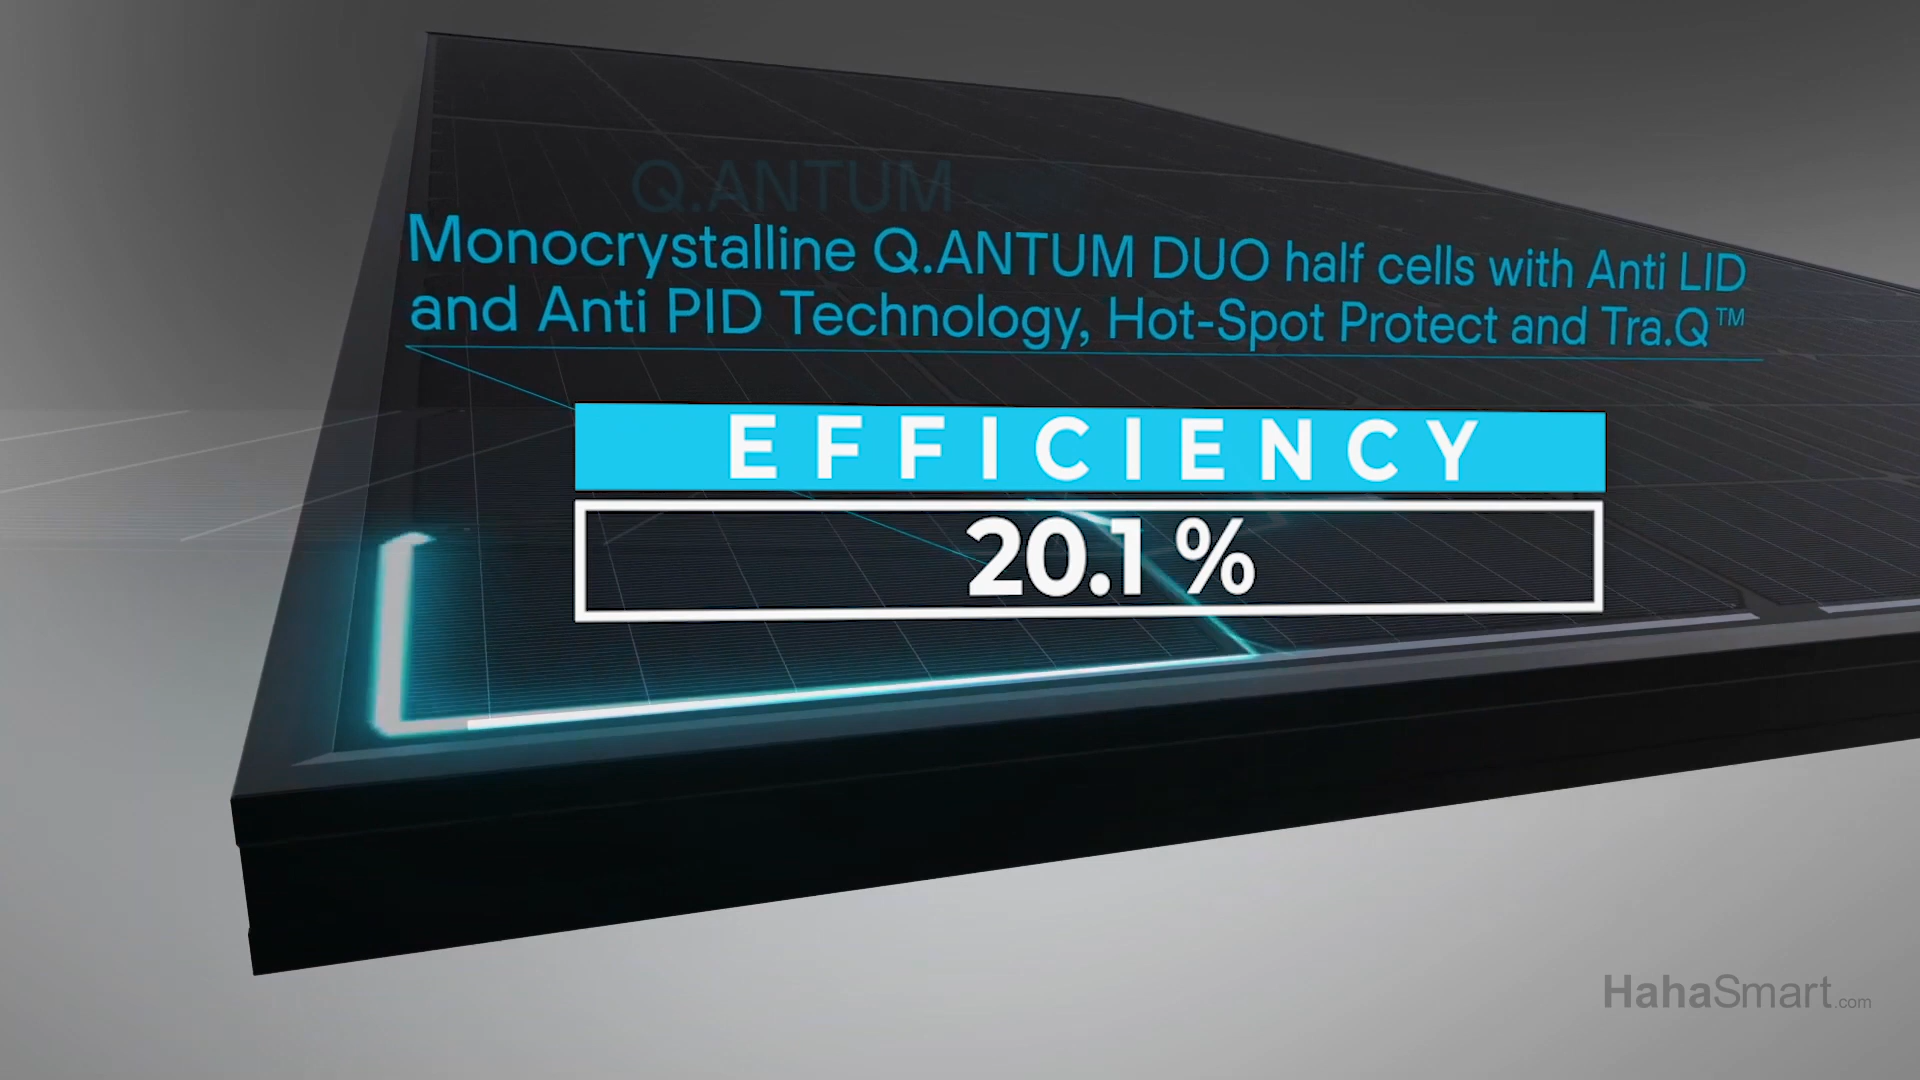 Q.ANTUM
Monocrystalline Q.ANTUM DUO half cells with Anti LID
and Anti PID Technology, Hot-Spot Protect and Tra.Q™
EFFICIENCY
20.1 %
HahaSmart.com